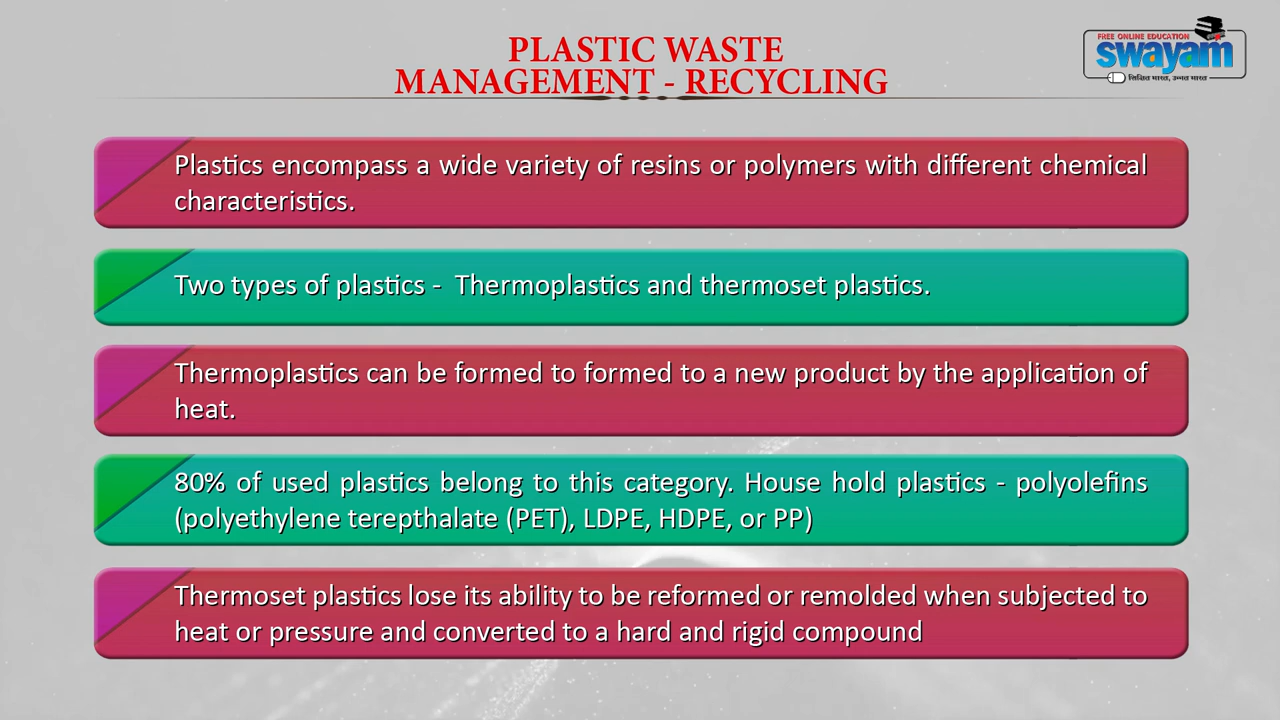 PLASTIC WASTE
MANAGEMENT - RECYCLING
FREE ONLINE EDUCATION
swayam
शिक्षित भारत, उन्नत भारत
Plastics encompass a wide variety of resins or polymers with different chemical
characteristics.
Two types of plastics - Thermoplastics and thermoset plastics.
Thermoplastics can be formed to formed to a new product by the application of
heat.
80% of used plastics belong to this category. House hold plastics - polyolefins
(polyethylene terepthalate (PET), LDPE, HDPE, or PP)
Thermoset plastics lose its ability to be reformed or remolded when subjected to
heat or pressure and converted to a hard and rigid compound